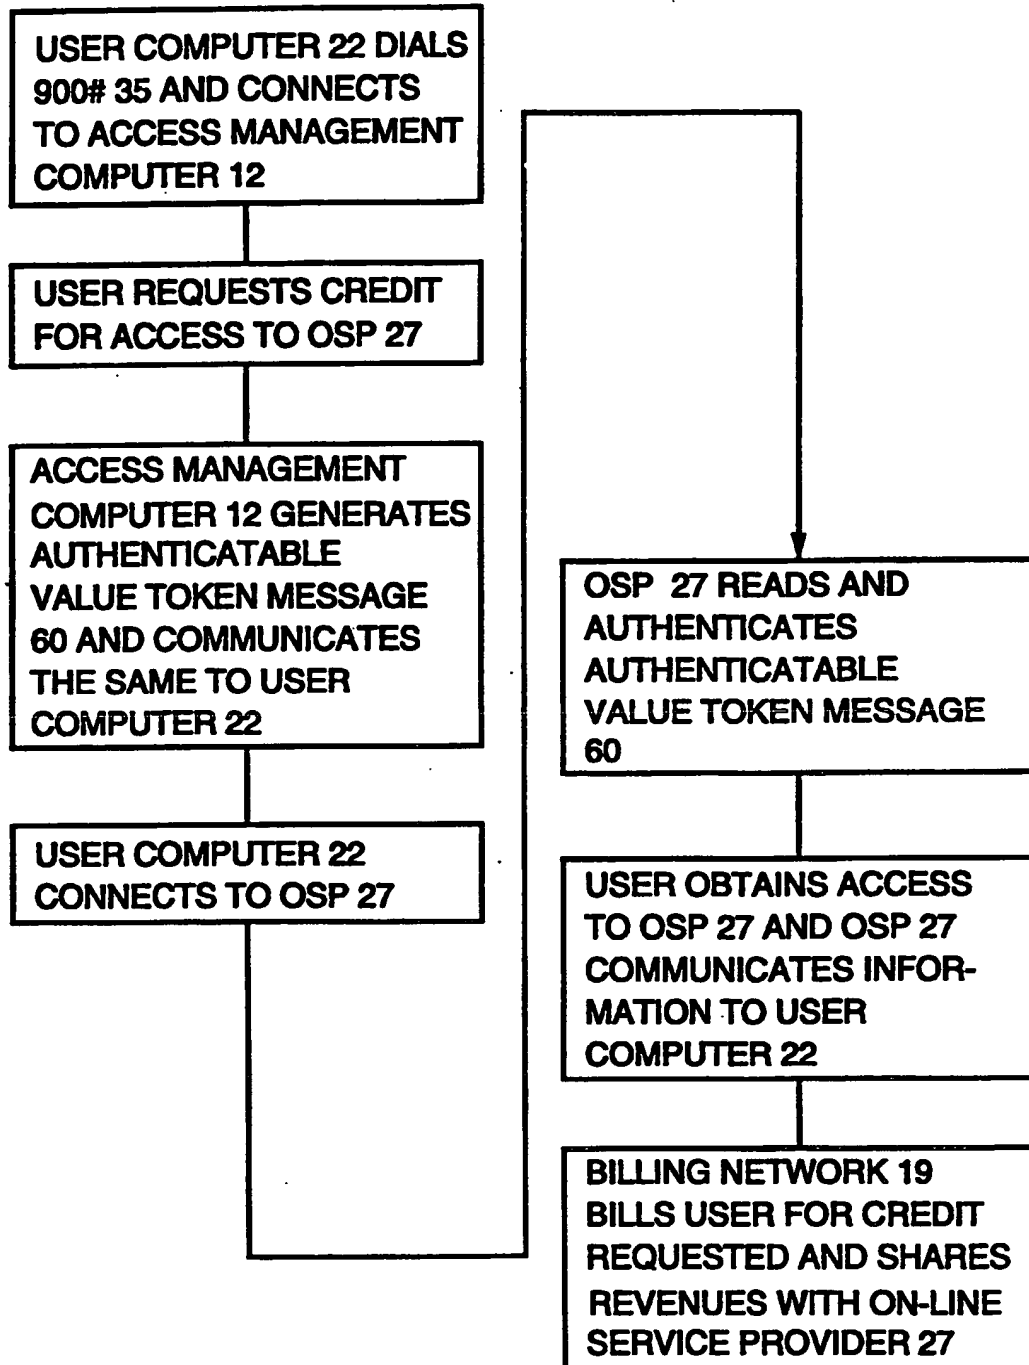 USER COMPUTER 22 DIALS
900# 35 AND CONNECTS
TO ACCESS MANAGEMENT
COMPUTER 12
USER REQUESTS CREDIT
FOR ACCESS TO OSP 27
ACCESS MANAGEMENT
COMPUTER 12 GENERATES
AUTHENTICATABLE
VALUE TOKEN MESSAGE
60 AND COMMUNICATES
THE SAME TO USER
COMPUTER 22
USER COMPUTER 22
CONNECTS TO OSP 27
OSP 27 READS AND
AUTHENTICATES
AUTHENTICATABLE
VALUE TOKEN MESSAGE
60
USER OBTAINS ACCESS
TO OSP 27 AND OSP 27
COMMUNICATES INFOR-
MATION TO USER
COMPUTER 22
BILLING NETWORK 19
BILLS USER FOR CREDIT
REQUESTED AND SHARES
REVENUES WITH ON-LINE
SERVICE PROVIDER 27